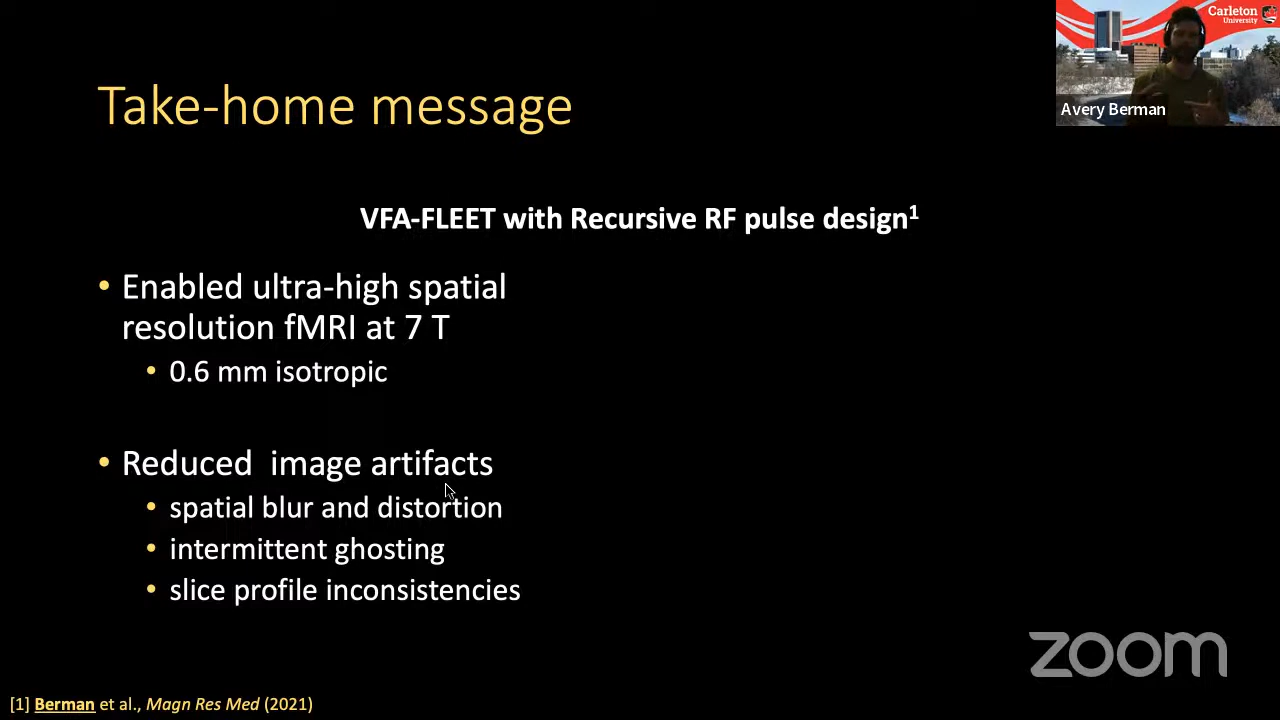 Carleton
University
Avery Berman
Take-home message
VFA-FLEET with Recursive RF pulse design¹
• Enabled ultra-high spatial
resolution fMRI at 7 T
• 0.6 mm isotropic
• Reduced  image artifacts
• spatial blur and distortion
• intermittent ghosting
• slice profile inconsistencies
zoom
[1] Berman et al., Magn Res Med (2021)